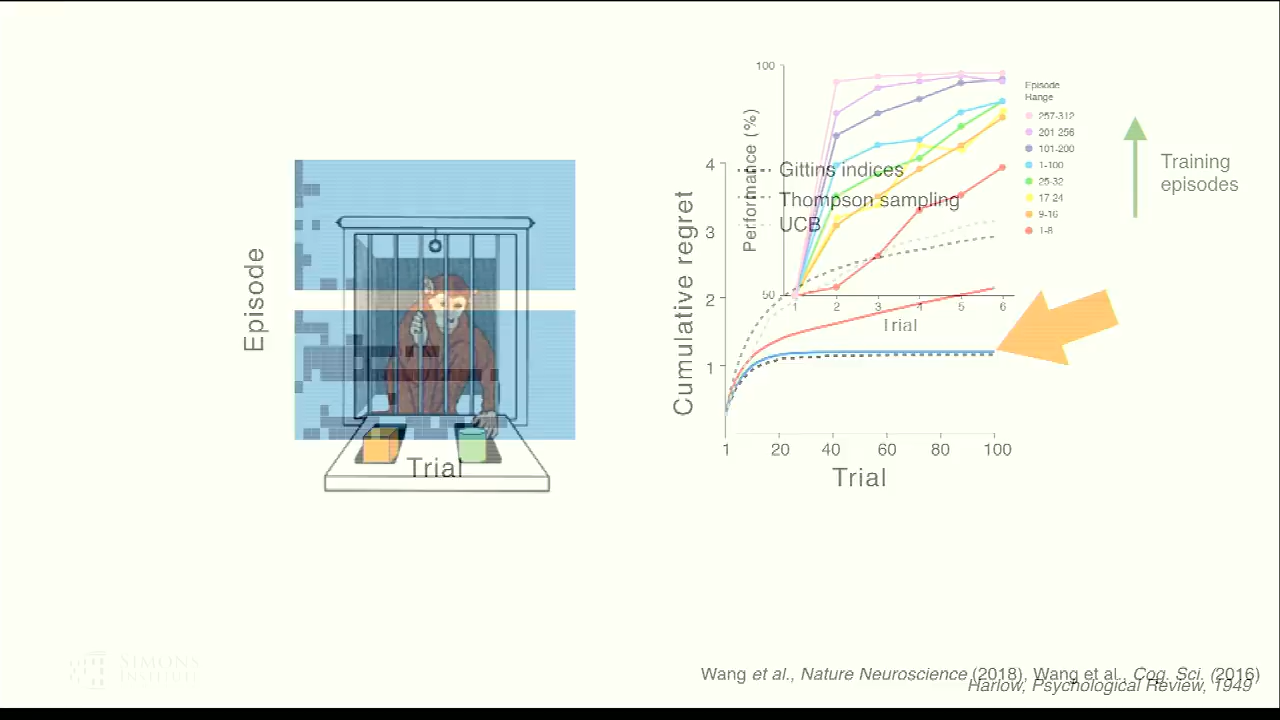 Episode
Trial
100
Performance (%)
50
1 2 3 4 5 6
Trial
Episode
Range
257-312
201 256
101-200
1-100
25-32
17 24
9-16
1-8
Training
episodes
Gittins indices
Thompson sampling
UCB
Cumulative regret
4
3
2
1
1 20 40 60 80 100
Trial
SIMONS
INSTITUTE
Wang et al., Nature Neuroscience (2018), Wang et al., Cog. Sci. (2016)
Harlow, Psychological Review, 1949